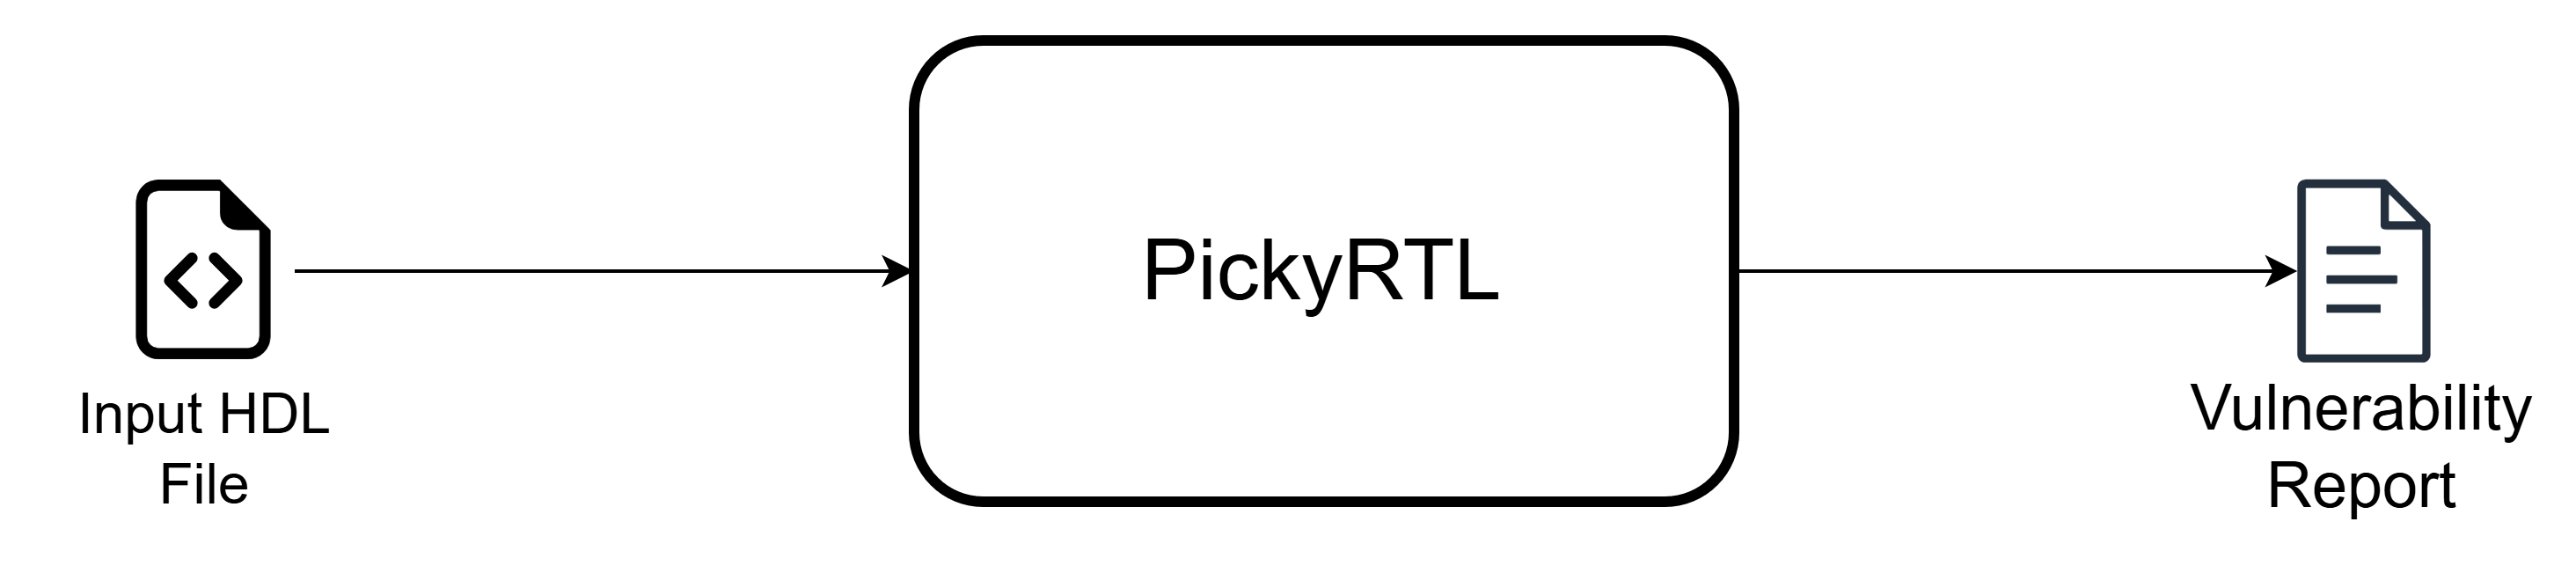 Input HDL
File
PickyRTL
Vulnerability
Report